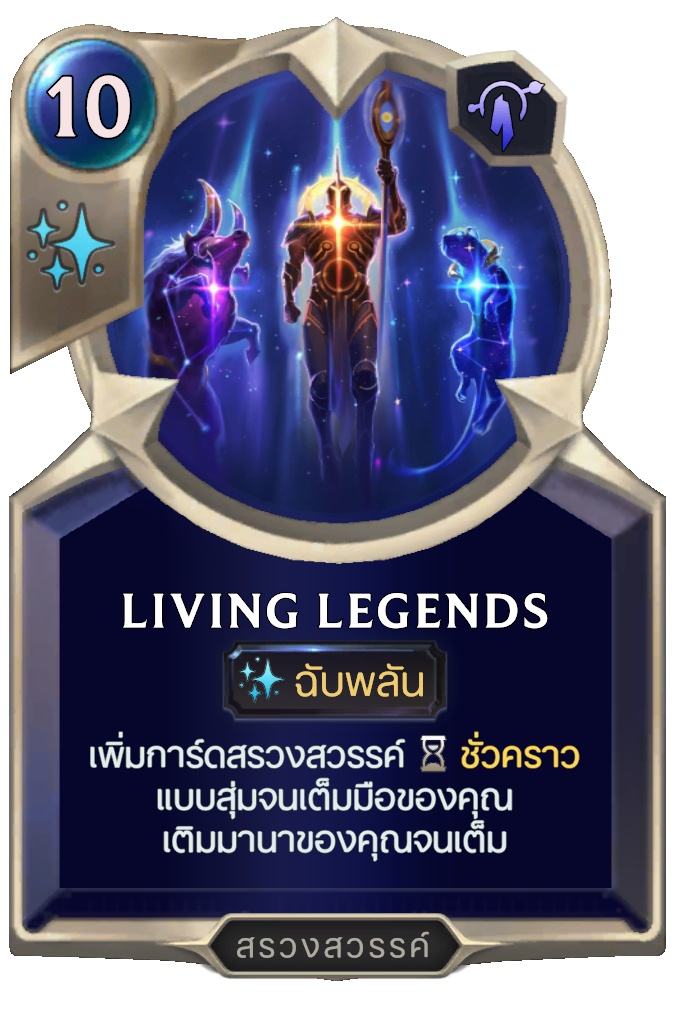 10
LIVING LEGENDS
ฉับพลัน
เพิ่มการ์ดสรวงสวรรค์ ชั่วคราว
แบบสุ่มจนเต็มมือของคุณ
เติมมานาของคุณจนเต็ม
สรวงสวรรค์